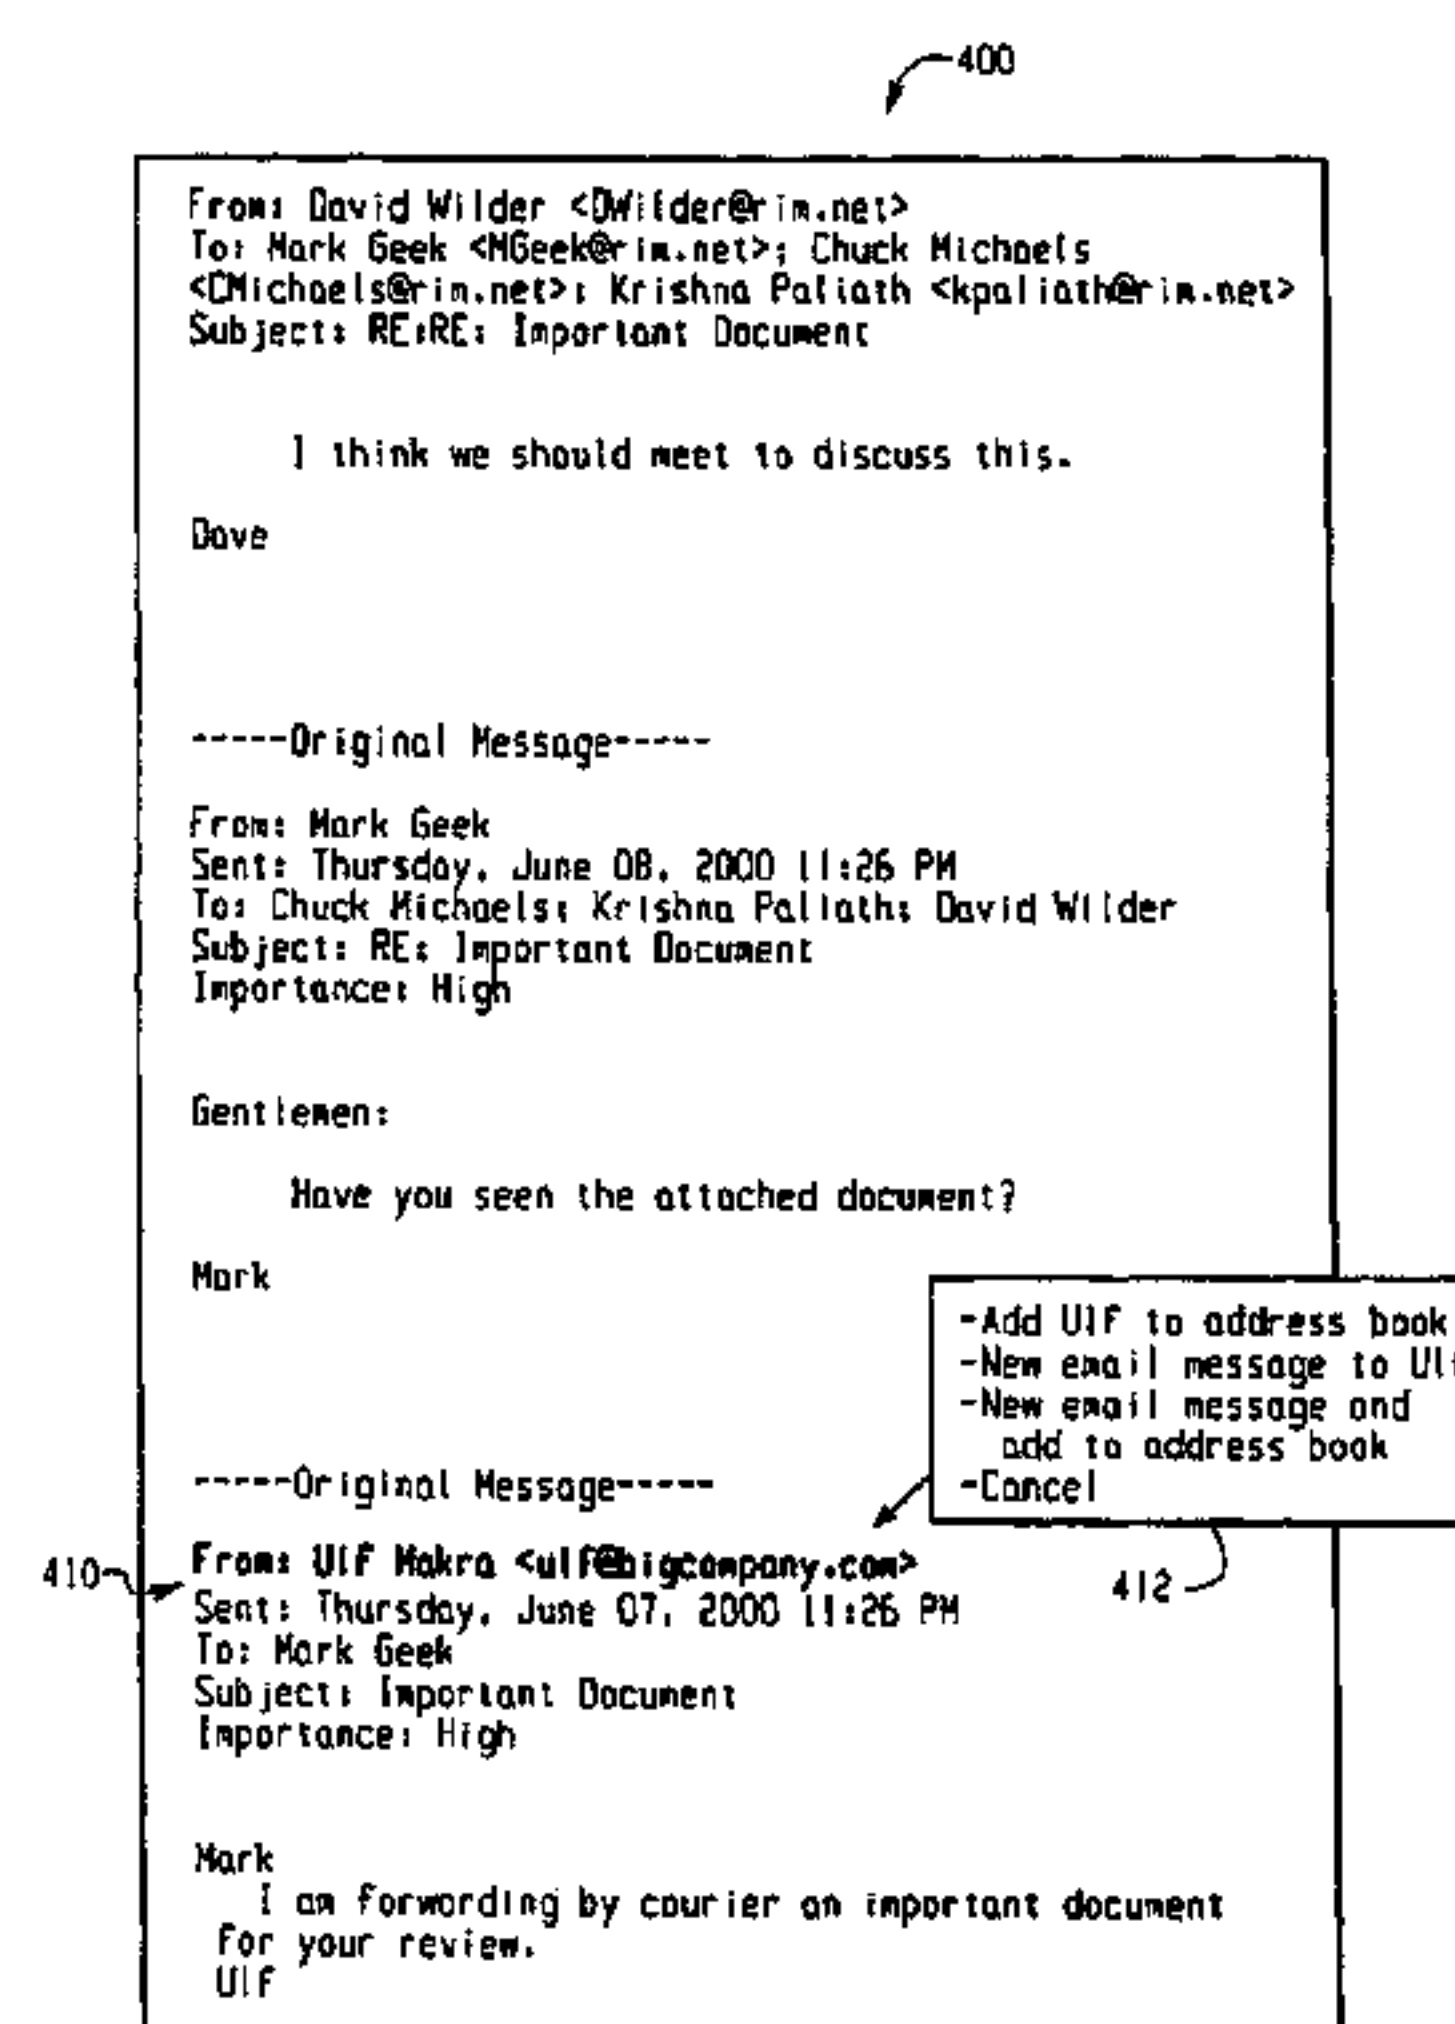 400
From: David Wilder <DWilder@rim.net>
To: Mark Geek <MGeek@rim.net>; Chuck Michaels
<CMichaels@rim.net>; Krishna Paliath <kpaliath@rim.net>
Subject: RE:RE: Important Document
I think we should meet to discuss this.
Dave
-----Original Message-----
From: Mark Geek
Sent: Thursday, June 08, 2000 11:26 PM
To: Chuck Michaels; Krishna Paliath; David Wilder
Subject: RE: Important Document
Importance: High
Gentlemen:
Have you seen the attached document?
Mark
-Add Ulf to address book
-New email message to Ulf
-New email message and
add to address book
-Cancel
-----Original Message-----
410
From: Ulf Makra <ulf@bigcompany.com>
412
Sent: Thursday, June 07, 2000 11:26 PM
To: Mark Geek
Subject: Important Document
Importance: High
Mark
I am forwarding by courier an important document
for your review.
Ulf